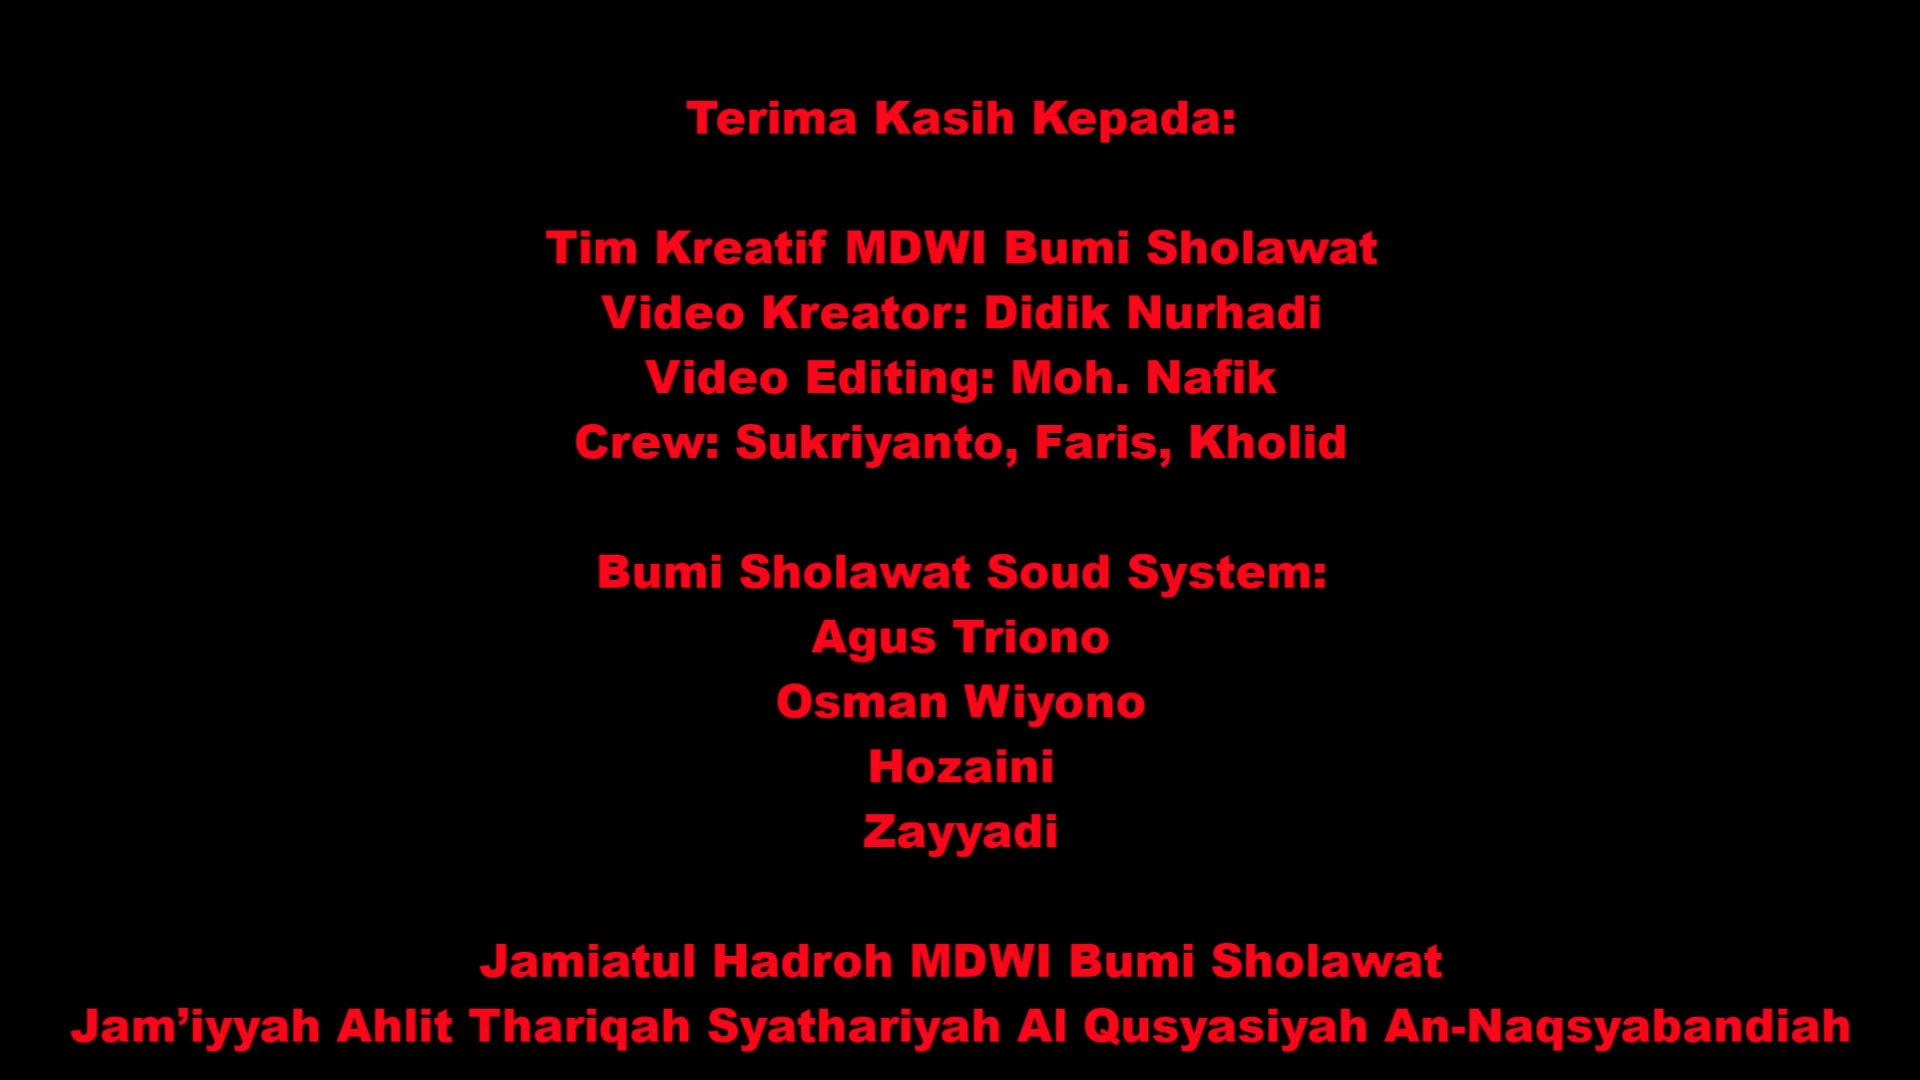 Terima Kasih Kepada:
Tim Kreatif MDWI Bumi Sholawat
Video Kreator: Didik Nurhadi
Video Editing: Moh. Nafik
Crew: Sukriyanto, Faris, Kholid
Bumi Sholawat Soud System:
Agus Triono
Osman Wiyono
Hozaini
Zayyadi
Jamiatul Hadroh MDWI Bumi Sholawat
Jam’iyyah Ahlit Thariqah Syathariyah Al Qusyasiyah An-Naqsyabandiah